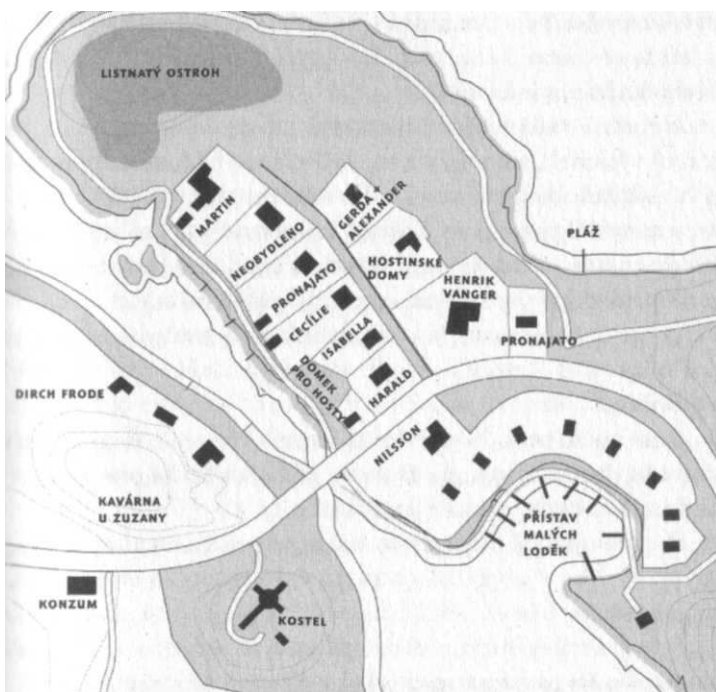 LISTNATÝ OSTROH
MARTIN
GERDA A
ALEXANDER
NEOBYDLENO
PLÁŽ
HOSTINSKÉ
DOMY
PRONAJATO
HENRIK
VANGER
CECÍLIE
ISABELLA
PRONAJATO
DOMEK
PRO HOSTY
HARALD
DIRCH FRODE
NILSSON
KAVÁRNA
U ZUZANY
PŘÍSTAV
MALÝCH
LODĚK
KONZUM
KOSTEL